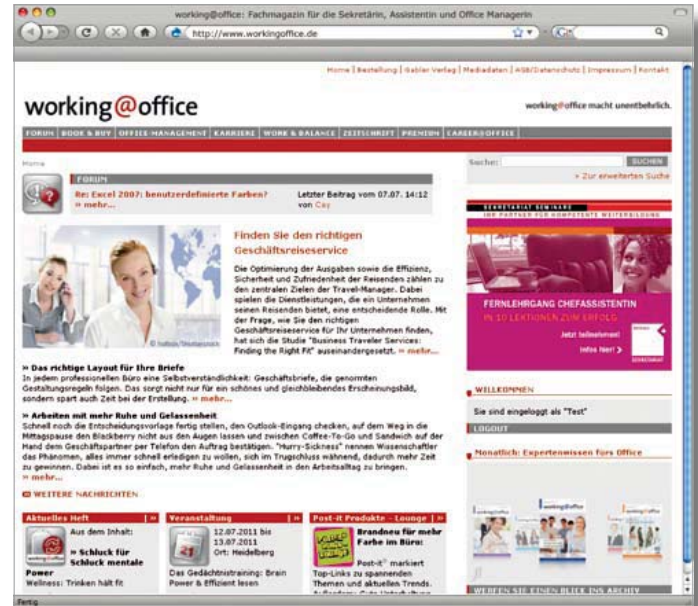 working@office: Fachmagazin für die Sekretärin, Assistentin und Office Managerin
http://www.workingoffice.de
Home | Bestellung | Gabler Verlag | Mediadaten | AGB/Datenschutz | Impressum | Kontakt
working@office
working@office macht unentbehrlich.
FORUM | BOOK & BUY | OFFICE-MANAGEMENT | KARRIERE | WORK & BALANCE | ZEITSCHRIFT | PREMIUM | CAREER@OFFICE
Home
Suche:
SUCHEN
» Zur erweiterten Suche
FORUM
Re: Excel 2007: benutzerdefinierte Farben?
» mehr...
Letzter Beitrag vom 07.07. 14:12
von Cay
Finden Sie den richtigen
Geschäftsreiseservice
Die Optimierung der Ausgaben sowie die Effizienz,
Sicherheit und Zufriedenheit der Reisenden zählen zu
den zentralen Zielen der Travel-Manager. Dabei
spielen die Dienstleistungen, die ein Unternehmen
seinen Reisenden bietet, eine entscheidende Rolle. Mit
der Frage, wie Sie den richtigen
Geschäftsreiseservice für Ihr Unternehmen finden,
hat sich die Studie "Business Traveler Services:
Finding the Right Fit" auseinandergesetzt. » mehr...
» Das richtige Layout für Ihre Briefe
In jedem professionellen Büro eine Selbstverständlichkeit: Geschäftsbriefe, die genormten
Gestaltungsregeln folgen. Das sorgt nicht nur für ein schönes und gleichbleibendes Erscheinungsbild,
sondern spart auch Zeit bei der Erstellung. » mehr...
» Arbeiten mit mehr Ruhe und Gelassenheit
Schnell noch die Entscheidungsvorlage fertig stellen, den Outlook-Eingang checken, auf dem Weg in die
Mittagspause den Blackberry nicht aus den Augen lassen und zwischen Coffee-To-Go und Sandwich auf der
Hand dem Geschäftspartner per Telefon den Auftrag bestätigen. "Hurry-Sickness" nennen Wissenschaftler
das Phänomen, alles immer schnell erledigen zu wollen, sich im Trugschluss wähnend, dadurch mehr Zeit
zu gewinnen. Dabei ist es so einfach, mehr Ruhe und Gelassenheit in den Arbeitsalltag zu bringen.
» mehr...
WEITERE NACHRICHTEN
Aktuelles Heft | »
Aus dem Inhalt:
» Schluck für
Schluck mentale
Power
Wellness: Trinken hält fit
Veranstaltung | »
12.07.2011 bis
13.07.2011
Ort: Heidelberg
Das Gedächtnistraining: Brain
Power & Effizient lesen
Post-it Produkte - Lounge | »
Brandneu für mehr
Farbe im Büro:
Post-it® markiert
Top-Links zu spannenden
Themen und aktuellen Trends.
SEKRETARIAT SEMINARE
IHR PARTNER FÜR KOMPETENTE WEITERBILDUNG
FERNLEHRGANG CHEFASSISTENTIN
IN 10 LEKTIONEN ZUM ERFOLG
Jetzt teilnehmen!
Infos hier! >
WILLKOMMEN
Sie sind eingeloggt als "Test"
LOGOUT
Monatlich: Expertenwissen fürs Office
working@office
WERFEN SIE EINEN BLICK INS ARCHIV
Fertig